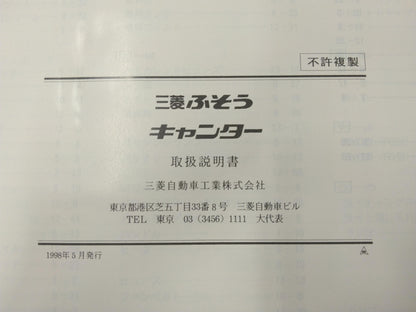 不許複製
三菱ふそう
キャンター
取扱説明書
三菱自動車工業株式会社
東京都港区芝五丁目33番8号 三菱自動車ビル
TEL 東京 03 (3456) 1111 大代表
1998年5月発行